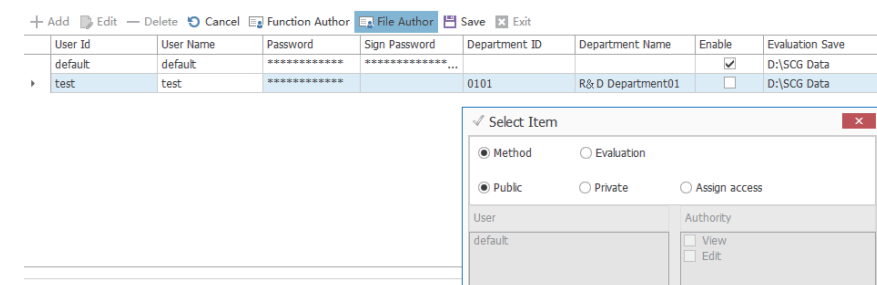 Add Edit Delete Cancel Function Author File Author Save Exit
User Id User Name Password Sign Password Department ID Department Name Enable Evaluation Save
default default ************ *************... D:\SCG Data
test test ************ 0101 R& D Department01 D:\SCG Data
Select Item
Method Evaluation
Public Private Assign access
User Authority
default View
Edit